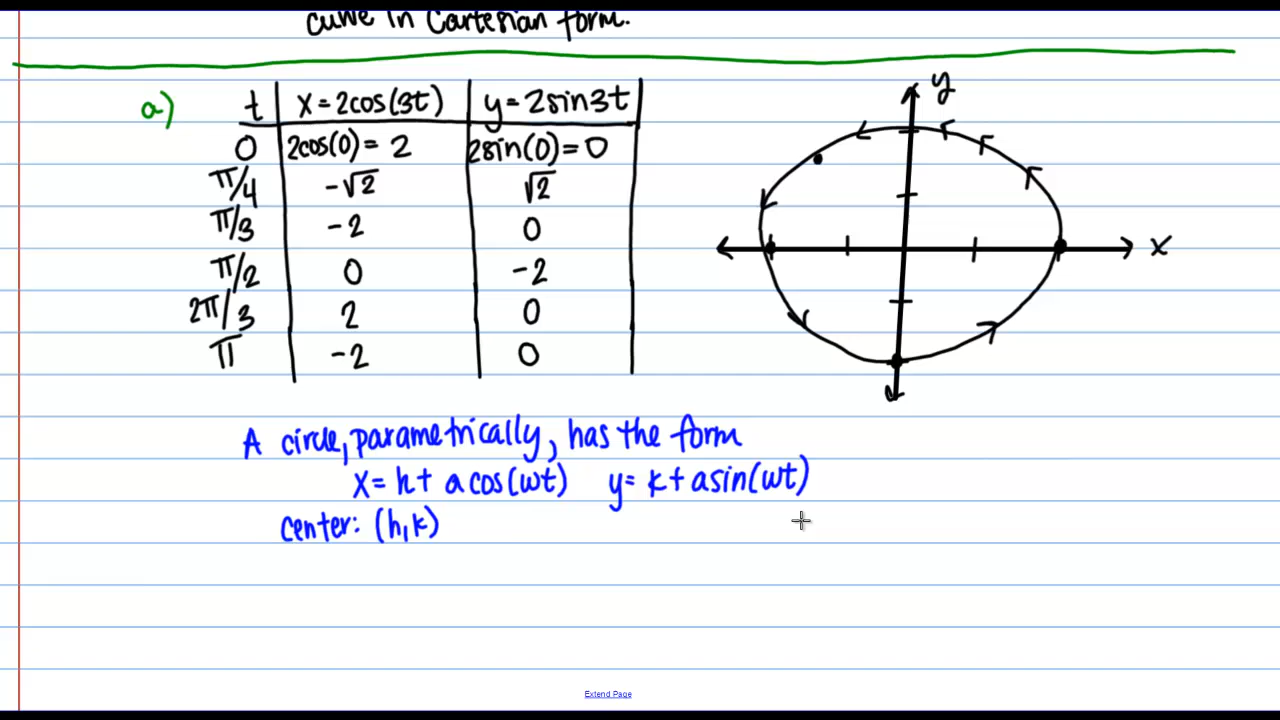 curve in Cartesian form.
a) t x = 2cos(3t) y = 2sin3t
0 2cos(0) = 2 2sin(0) = 0
π/4 -√2 √2
π/3 -2 0
π/2 0 -2
2π/3 2 0
π -2 0
y
x
A circle, parametrically, has the form
x = h + a cos(wt) y = k + a sin(wt)
center: (h,k)
Extend Page